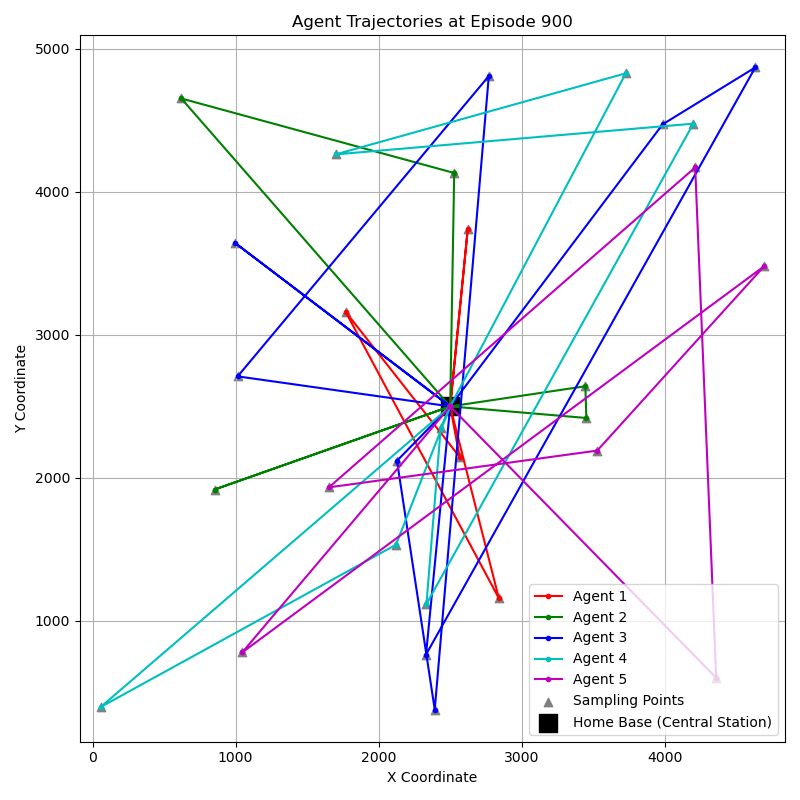 Agent Trajectories at Episode 900
5000
4000
3000
2000
1000
Y Coordinate
0
1000
2000
3000
4000
X Coordinate
Agent 1
Agent 2
Agent 3
Agent 4
Agent 5
Sampling Points
Home Base (Central Station)